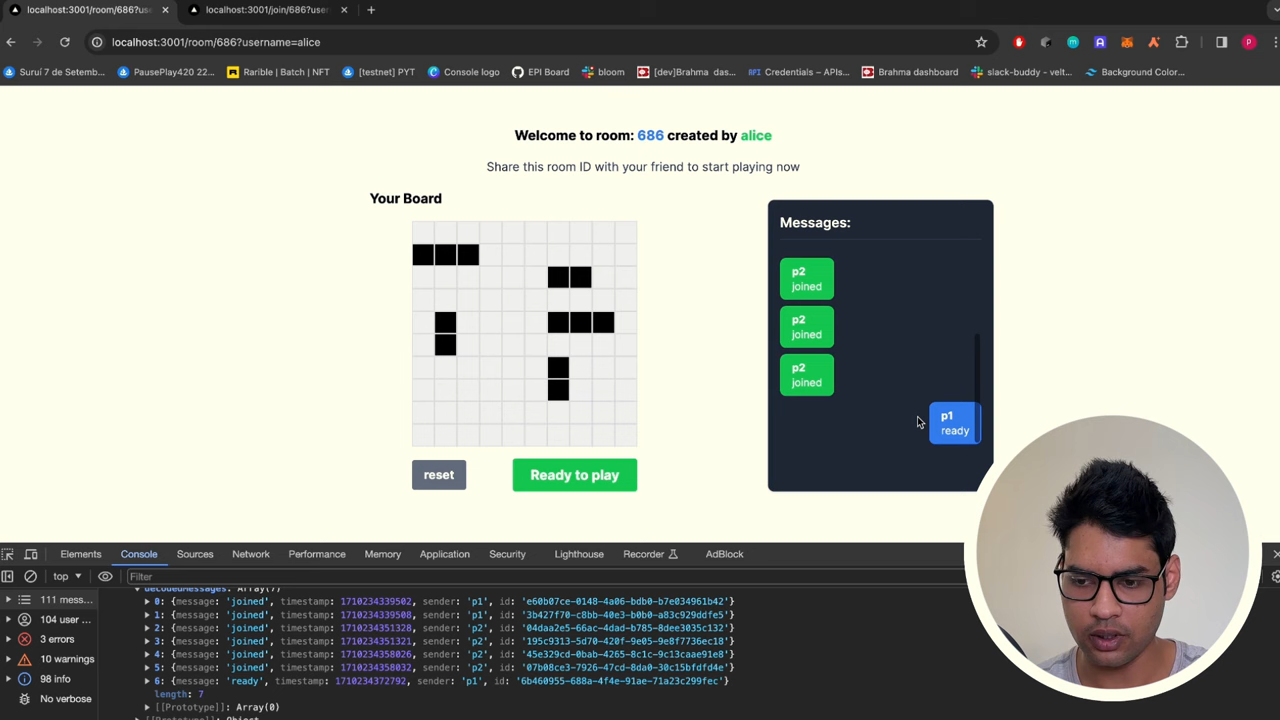 localhost:3001/room/686?use
localhost:3001/join/686?user
localhost:3001/room/686?username=alice
Suruí 7 de Setemb...
PausePlay420 22...
Rarible | Batch | NFT
[testnet] PYT
Console logo
EPI Board
bloom
[dev]Brahma das...
Credentials – APIs...
Brahma dashboard
slack-buddy - velt...
Background Color...
Welcome to room: 686 created by alice
Share this room ID with your friend to start playing now
Your Board
Messages:
p2
joined
p2
joined
p2
joined
p1
ready
reset
Ready to play
Elements
Console
Sources
Network
Performance
Memory
Application
Security
Lighthouse
Recorder
AdBlock
top
Filter
111 mess...
104 user ...
3 errors
10 warnings
98 info
No verbose
decodedMessages: Array(7)
0: {message: 'joined', timestamp: 1710234339502, sender: 'p1', id: 'e60b07ce-0148-4a06-bdb0-b7e034961b42'}
1: {message: 'joined', timestamp: 1710234339508, sender: 'p1', id: '3b427f70-c8bb-40e3-b0b8-a83c929ddfe5'}
2: {message: 'joined', timestamp: 1710234351328, sender: 'p2', id: '04daa2e5-66ac-4dad-b785-8dee3035c131'}
3: {message: 'joined', timestamp: 1710234351321, sender: 'p2', id: '195c9313-5d70-420f-9e05-9e8f7736ec18'}
4: {message: 'joined', timestamp: 1710234358026, sender: 'p2', id: '45e329cd-0bab-4265-8c1c-9c13caae91e8'}
5: {message: 'joined', timestamp: 1710234358032, sender: 'p2', id: '07b08ce3-7926-47cd-8da0-30c15bfdfd4e'}
6: {message: 'ready', timestamp: 1710234372792, sender: 'p1', id: '6b460955-688a-4f4e-91ae-71a23c299fec'}
length: 7
[[Prototype]]: Array(0)
[[Prototype]]: Object